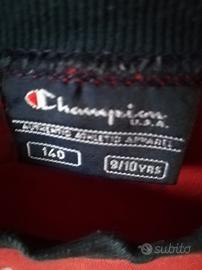 Champion
U.S.A.
AUTHENTIC ATHLETIC APPAREL
140 9/10 YRS
subito